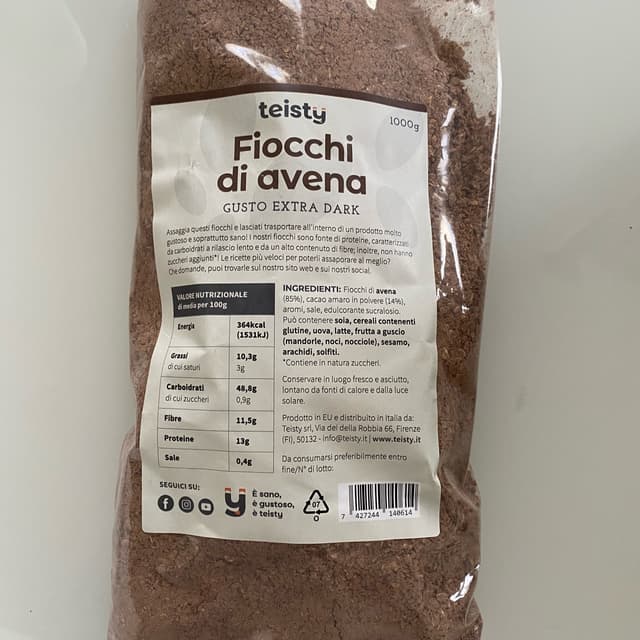 teisty
1000g
Fiocchi
di avena
GUSTO EXTRA DARK
Assaggia questi fiocchi e lasciati trasportare all'interno di un prodotto molto
gustoso e soprattutto sano! I nostri fiocchi sono fonte di proteine, caratterizzati
da carboidrati a rilascio lento e da un alto contenuto di fibre; inoltre, non hanno
zuccheri aggiunti*! Le ricette più veloci per poterli assaporare al meglio?
Che domande, puoi trovarle sul nostro sito web e sui nostri social.
VALORE NUTRIZIONALE
di media per 100g
Energia 364kcal
(1531kJ)
Grassi 10,3g
di cui saturi 3g
Carboidrati 48,8g
di cui zuccheri 0,9g
Fibre 11,5g
Proteine 13g
Sale 0,4g
INGREDIENTI: Fiocchi di avena
(85%), cacao amaro in polvere (14%),
aromi, sale, edulcorante sucralosio.
Può contenere soia, cereali contenenti
glutine, uova, latte, frutta a guscio
(mandorle, noci, nocciole), sesamo,
arachidi, solfiti.
*Contiene in natura zuccheri.
Conservare in luogo fresco e asciutto,
lontano da fonti di calore e dalla luce
solare.
Prodotto in EU e distribuito in Italia da:
Teisty srl, Via dei della Robbia 66, Firenze
(FI), 50132 - info@teisty.it | www.teisty.it
Da consumarsi preferibilmente entro
fine/N° di lotto:
SEGUICI SU:
È sano,
è gustoso,
è teisty
07
O
7 427244 140614